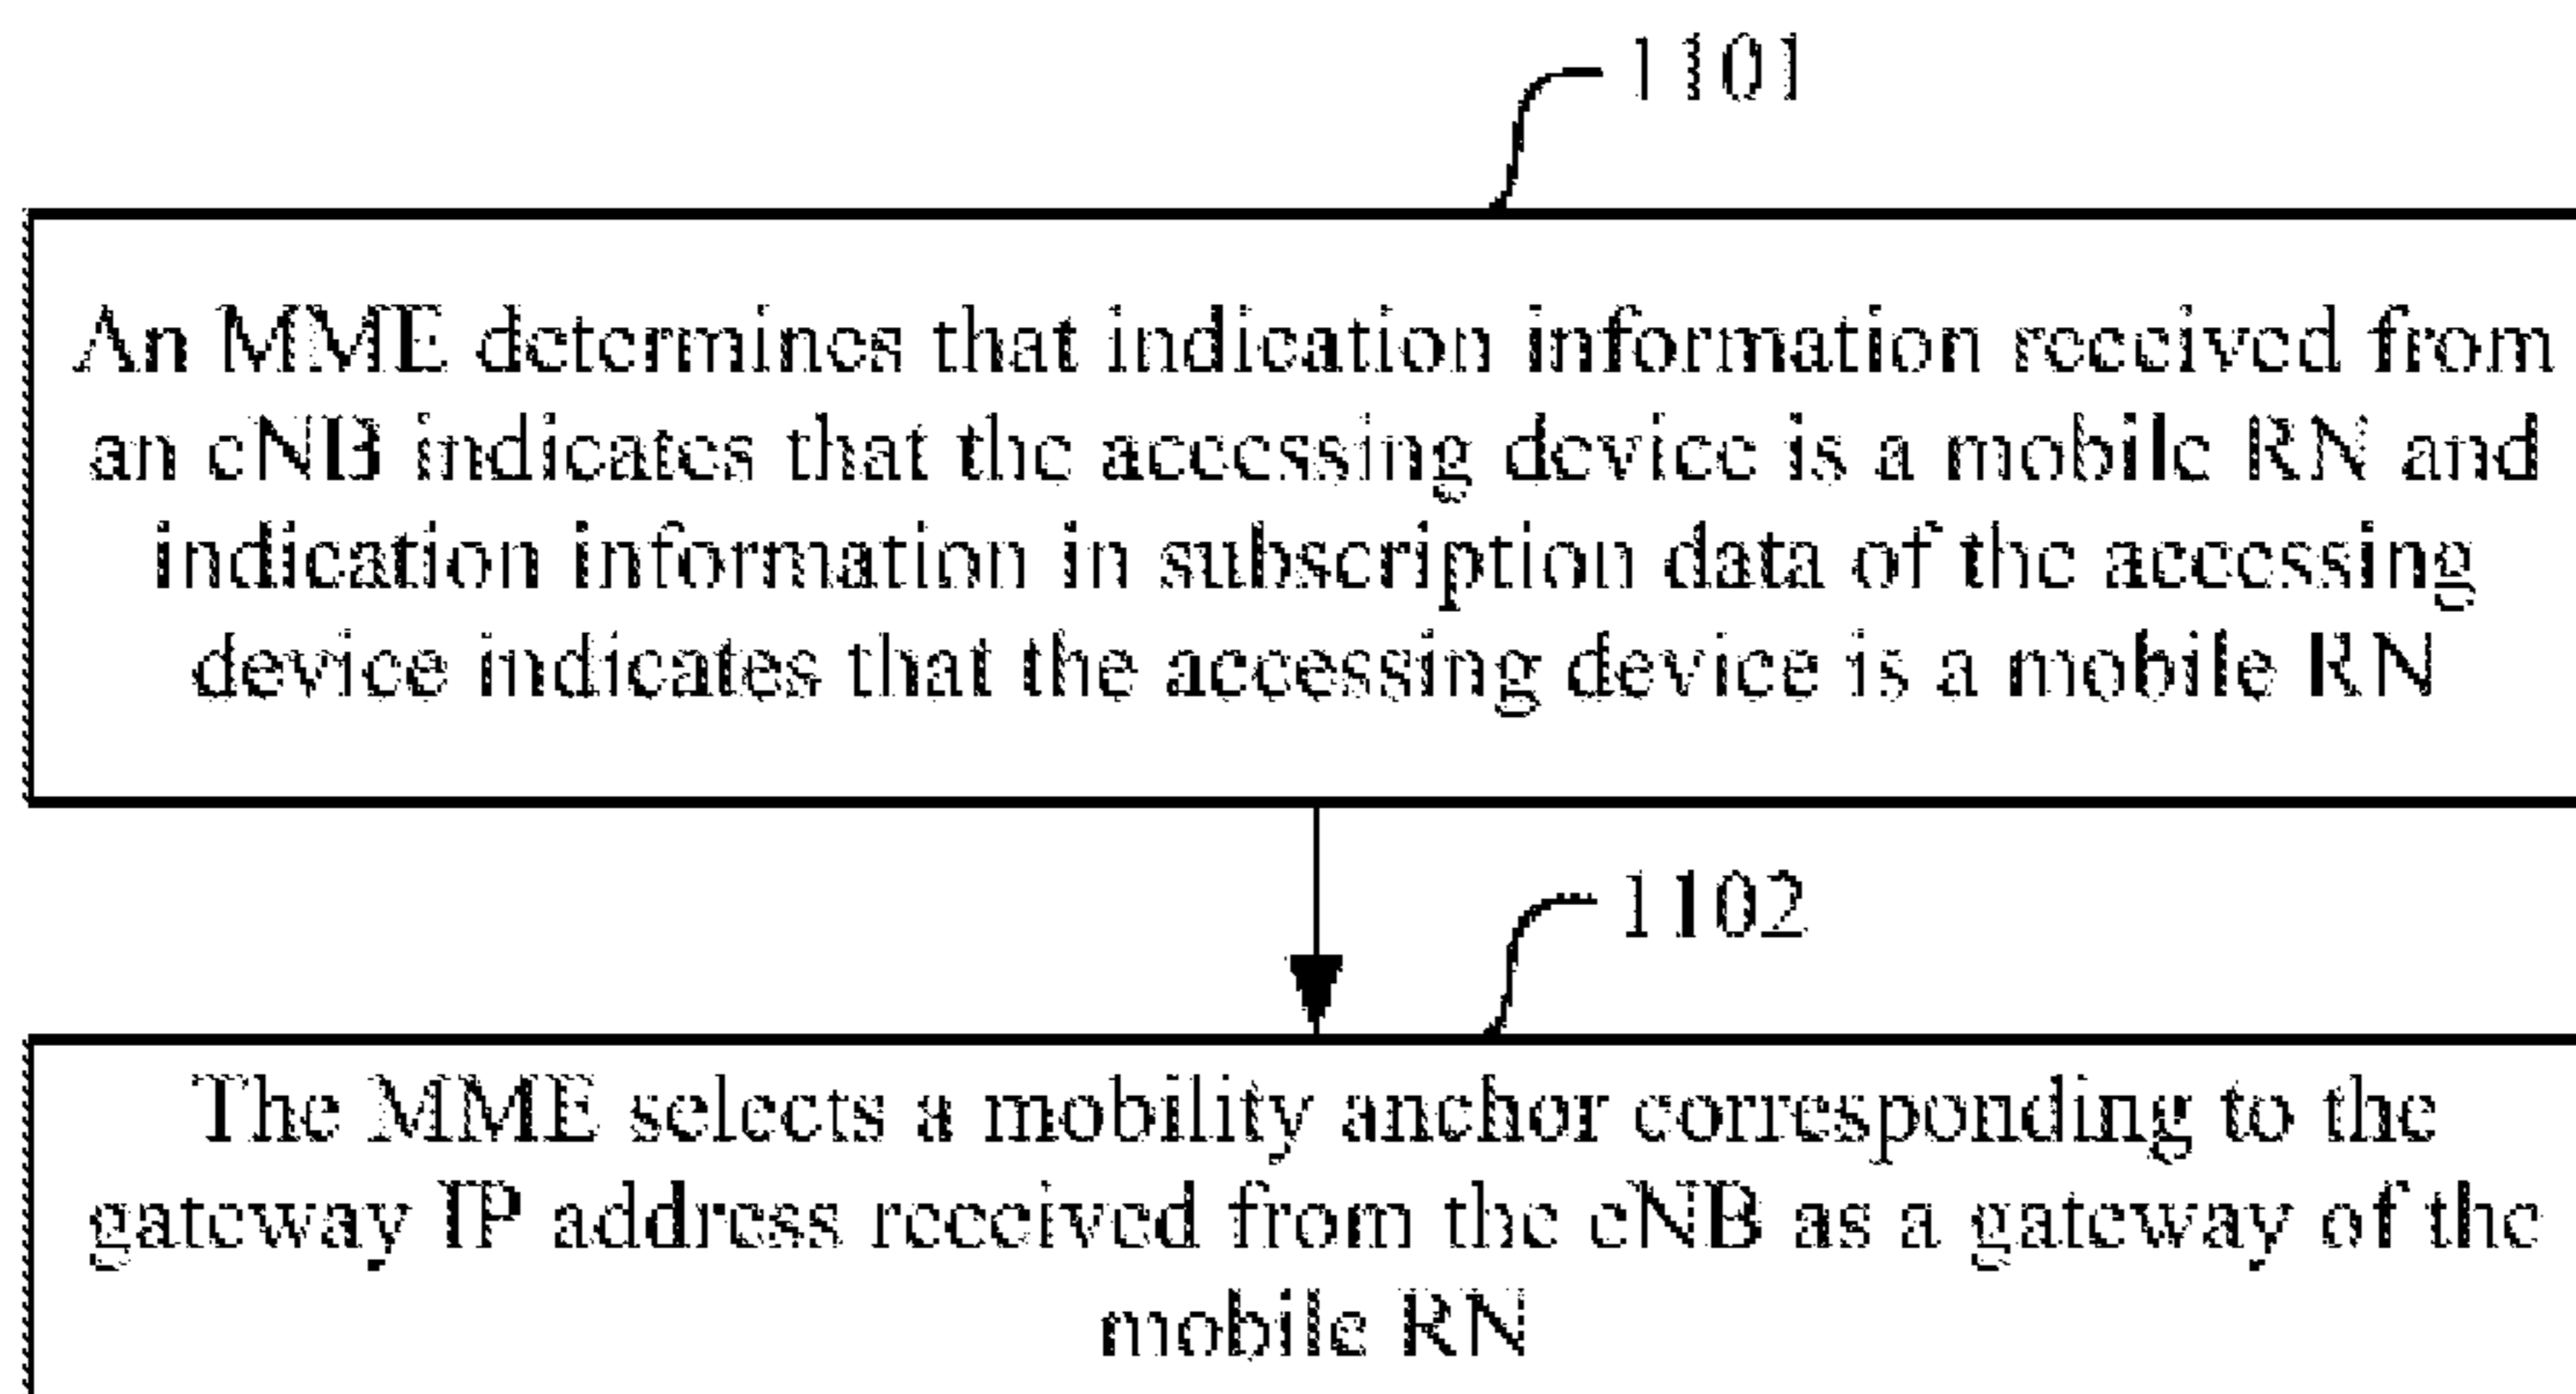 1101
An MME determines that indication information received from
an eNB indicates that the accessing device is a mobile RN and
indication information in subscription data of the accessing
device indicates that the accessing device is a mobile RN
1102
The MME selects a mobility anchor corresponding to the
gateway IP address received from the eNB as a gateway of the
mobile RN